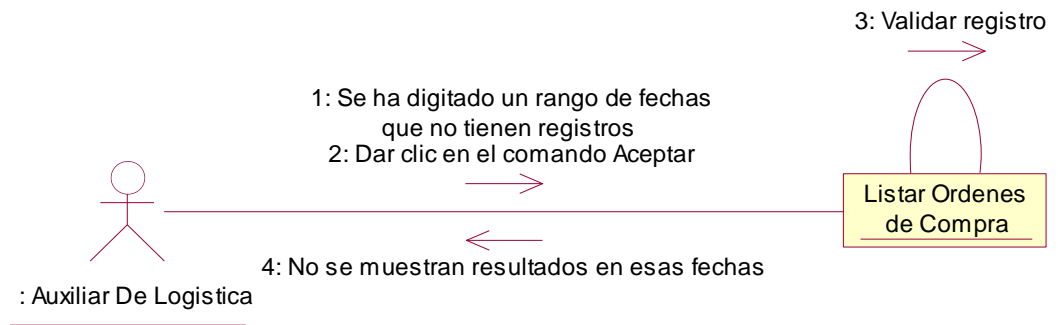 3: Validar registro
1: Se ha digitado un rango de fechas
que no tienen registros
2: Dar clic en el comando Aceptar
Listar Ordenes
de Compra
4: No se muestran resultados en esas fechas
: Auxiliar De Logistica